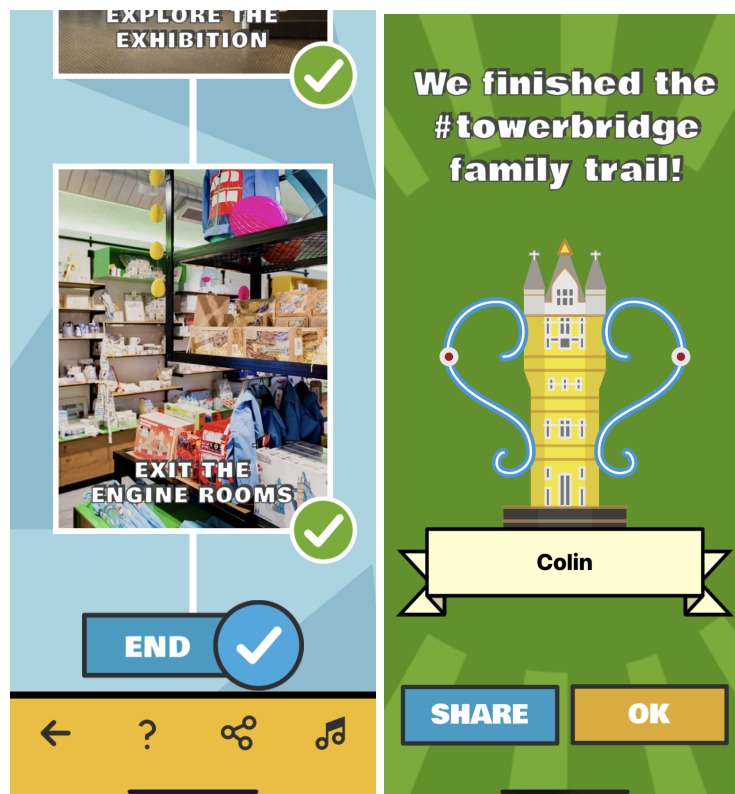 EXPLORE THE
EXHIBITION
EXIT THE
ENGINE ROOMS
END
?
We finished the
#towerbridge
family trail!
Colin
SHARE
OK